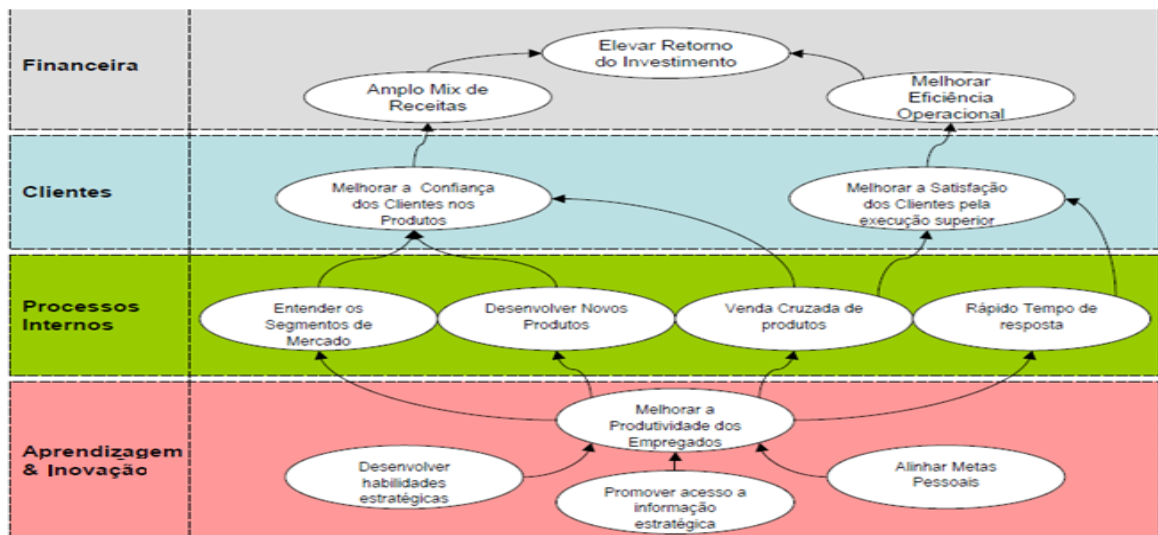 Financeira
Elevar Retorno
do Investimento
Amplo Mix de
Receitas
Melhorar
Eficiência
Operacional
Clientes
Melhorar a Confiança
dos Clientes nos
Produtos
Melhorar a Satisfação
dos Clientes pela
execução superior
Processos
Internos
Entender os
Segmentos de
Mercado
Desenvolver Novos
Produtos
Venda Cruzada de
produtos
Rápido Tempo de
resposta
Aprendizagem
& Inovação
Melhorar a
Produtividade dos
Empregados
Desenvolver
habilidades
estratégicas
Promover acesso a
informação
estratégica
Alinhar Metas
Pessoais